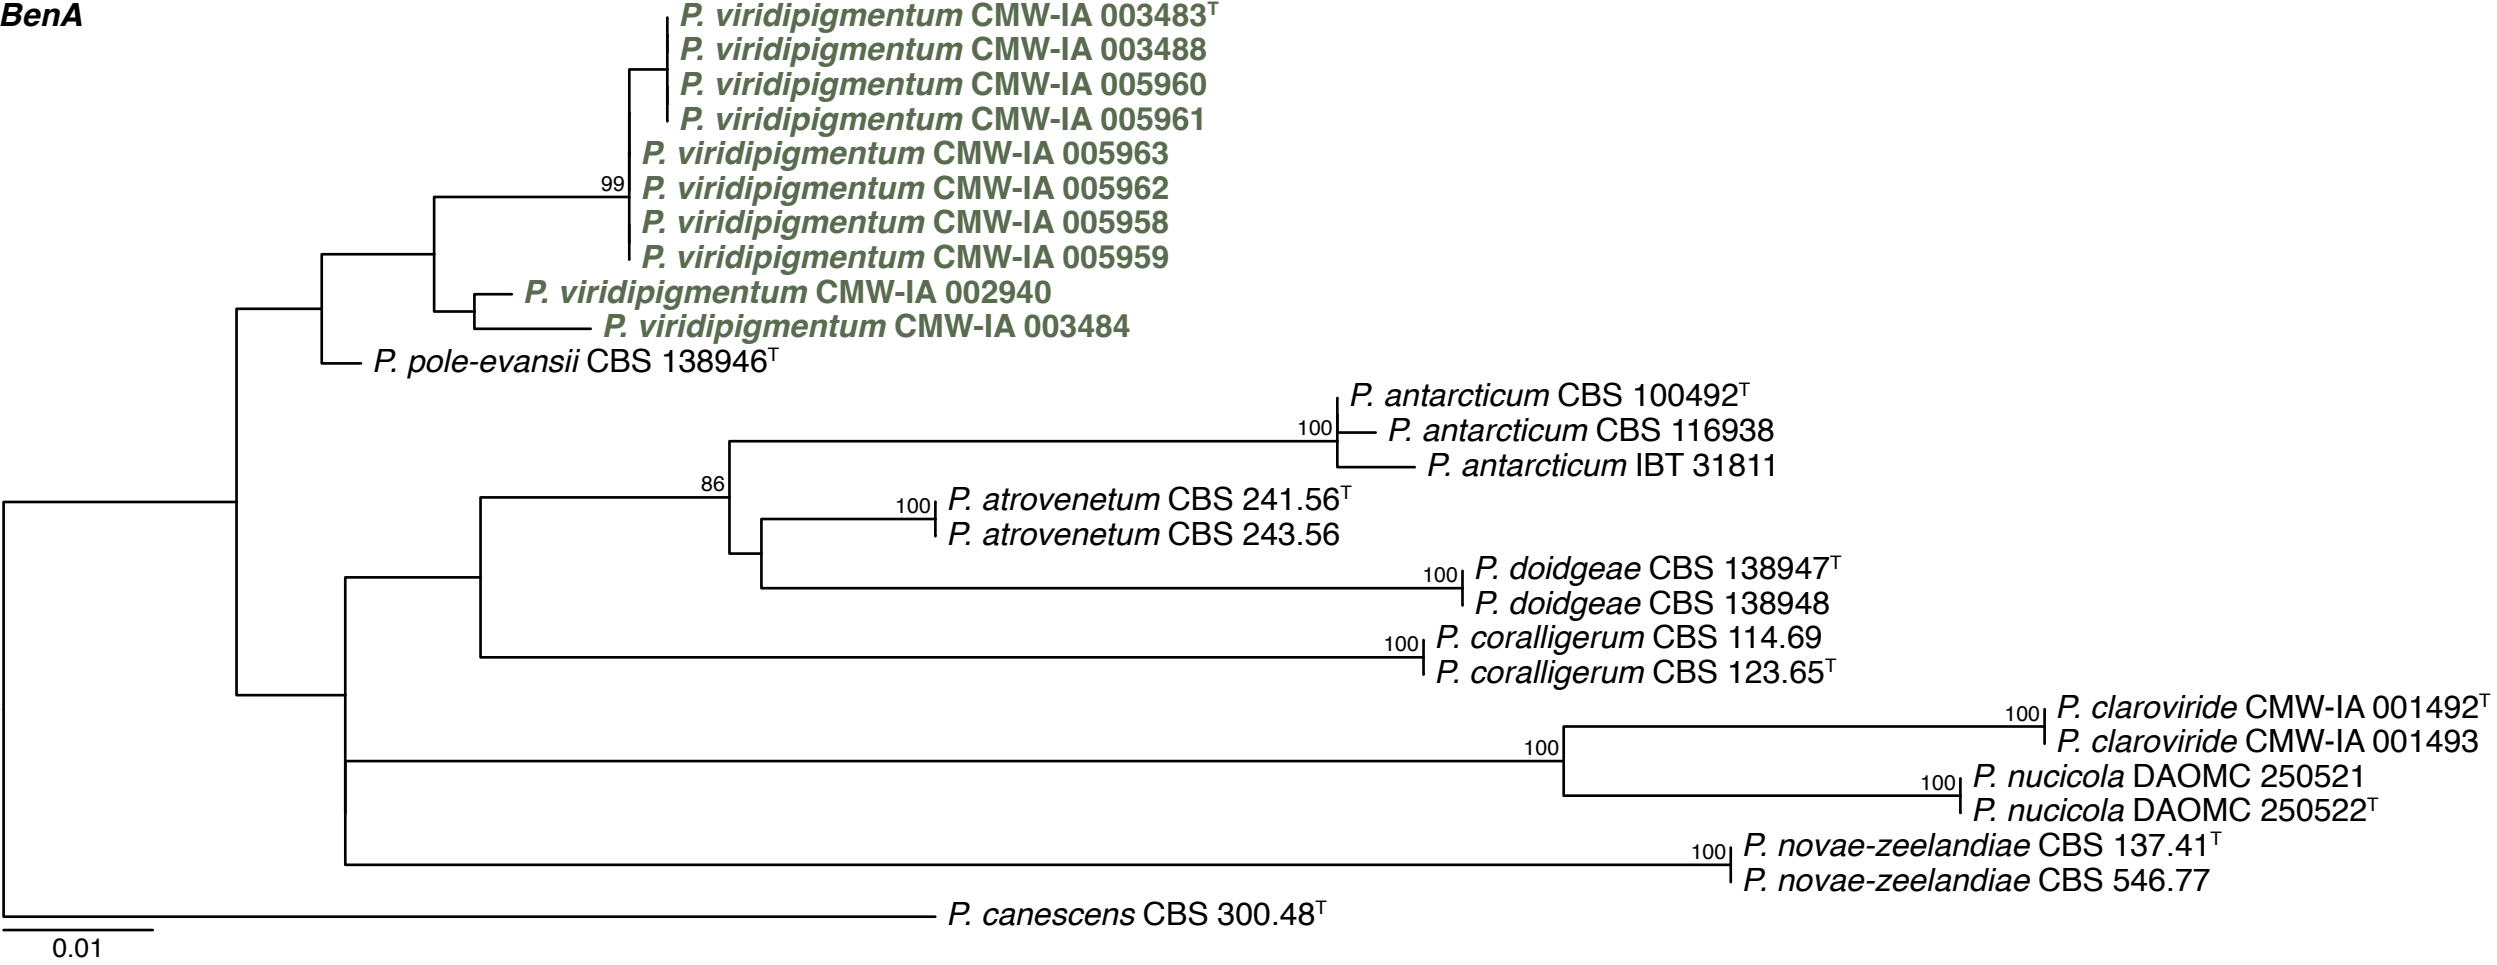 BenA
P. viridipigmentum CMW-IA 003483ᵀ
P. viridipigmentum CMW-IA 003488
P. viridipigmentum CMW-IA 005960
P. viridipigmentum CMW-IA 005961
P. viridipigmentum CMW-IA 005963
99
P. viridipigmentum CMW-IA 005962
P. viridipigmentum CMW-IA 005958
P. viridipigmentum CMW-IA 005959
P. viridipigmentum CMW-IA 002940
P. viridipigmentum CMW-IA 003484
P. pole-evansii CBS 138946ᵀ
P. antarcticum CBS 100492ᵀ
100
P. antarcticum CBS 116938
P. antarcticum IBT 31811
86
P. atrovenetum CBS 241.56ᵀ
100
P. atrovenetum CBS 243.56
P. doidgeae CBS 138947ᵀ
100
P. doidgeae CBS 138948
P. coralligerum CBS 114.69
100
P. coralligerum CBS 123.65ᵀ
P. claroviride CMW-IA 001492ᵀ
100
P. claroviride CMW-IA 001493
100
P. nucicola DAOMC 250521
100
P. nucicola DAOMC 250522ᵀ
P. novae-zeelandiae CBS 137.41ᵀ
100
P. novae-zeelandiae CBS 546.77
P. canescens CBS 300.48ᵀ
0.01